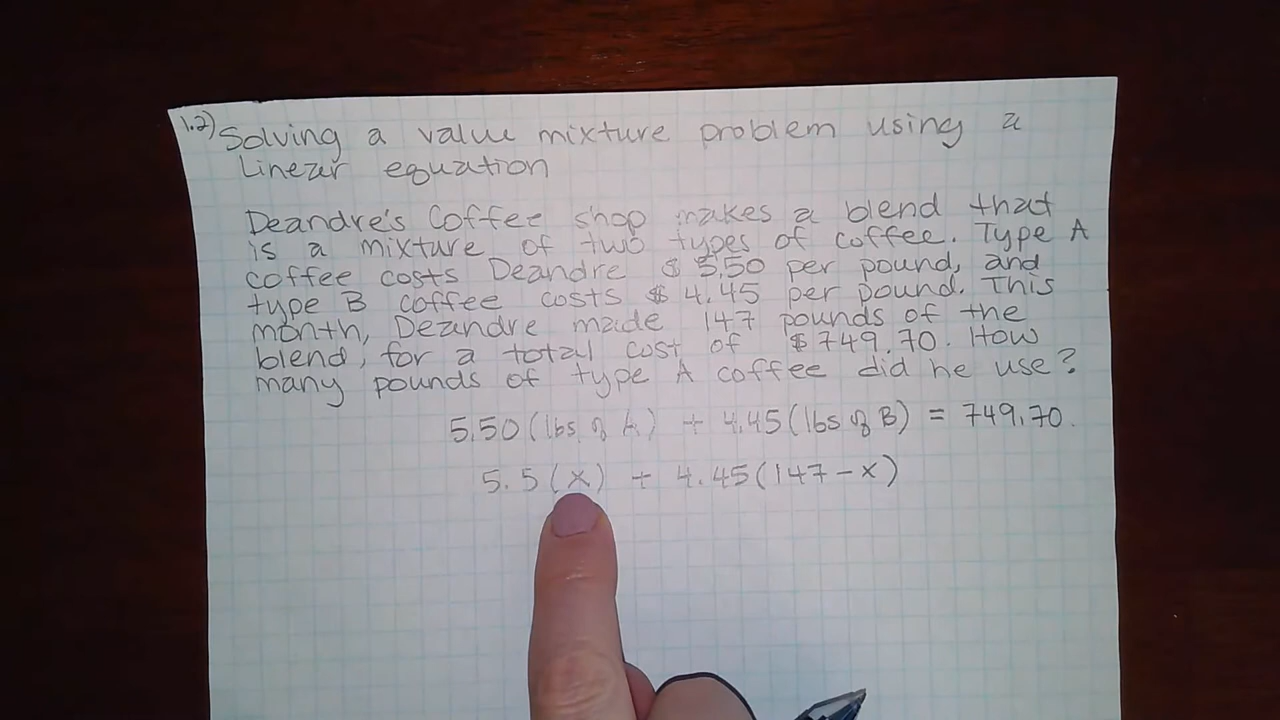 1.2) Solving a value mixture problem using a
Linear equation
Deandre's Coffee shop makes a blend that
is a mixture of two types of coffee. Type A
coffee costs Deandre $5.50 per pound, and
type B coffee costs $4.45 per pound. This
month, Deandre made 147 pounds of the
blend, for a total cost of $749.70. How
many pounds of type A coffee did he use?
5.50(lbs of A) + 4.45(lbs of B) = 749.70.
5.5(x) + 4.45(147-x)